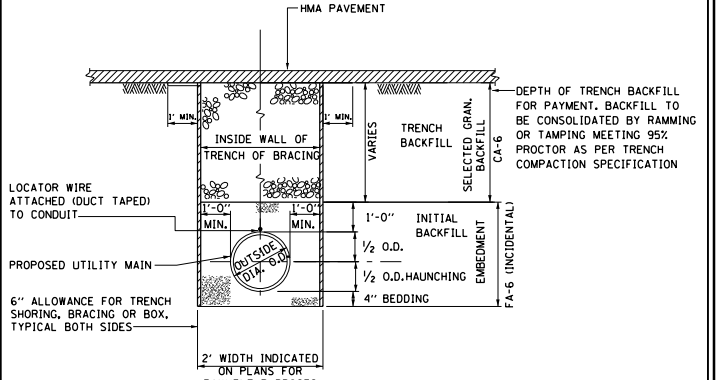 HMA PAVEMENT
DEPTH OF TRENCH BACKFILL
FOR PAYMENT. BACKFILL TO
BE CONSOLIDATED BY RAMMING
OR TAMPING MEETING 95%
PROCTOR AS PER TRENCH
COMPACTION SPECIFICATION
1' MIN.
1' MIN.
INSIDE WALL OF
TRENCH OF BRACING
VARIES
TRENCH
BACKFILL
SELECTED GRAN.
BACKFILL
CA-6
LOCATOR WIRE
ATTACHED (DUCT TAPED)
TO CONDUIT
1'-0"
MIN.
1'-0"
MIN.
1'-0" INITIAL
BACKFILL
1/2 O.D.
1/2 O.D.HAUNCHING
4" BEDDING
EMBEDMENT
FA-6 (INCIDENTAL)
OUTSIDE
DIA. O.D.
PROPOSED UTILITY MAIN
6" ALLOWANCE FOR TRENCH
SHORING, BRACING OR BOX,
TYPICAL BOTH SIDES
2' WIDTH INDICATED
ON PLANS FOR